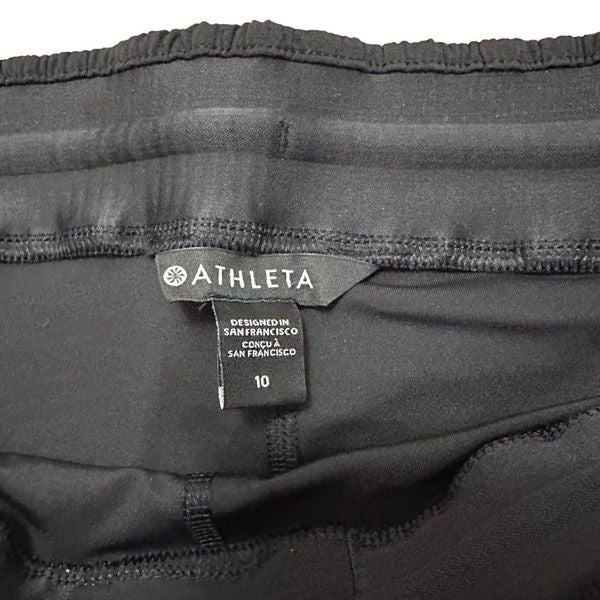 ATHLETA
DESIGNED IN
SAN FRANCISCO
CONÇU À
SAN FRANCISCO
10